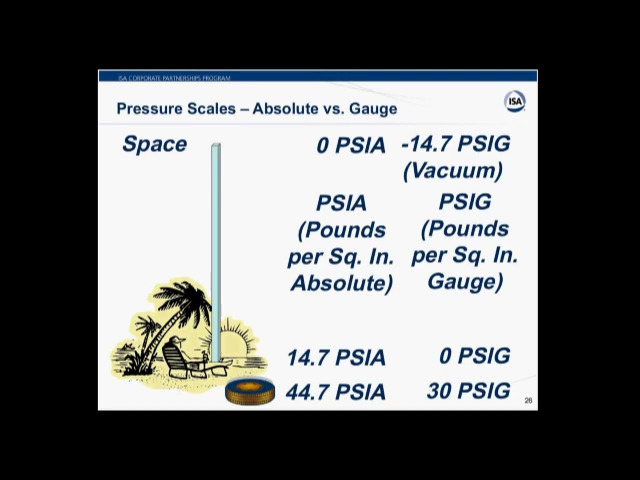 ISA CORPORATE PARTNERSHIPS PROGRAM
Pressure Scales – Absolute vs. Gauge
ISA
Space
0 PSIA -14.7 PSIG
(Vacuum)
PSIA
(Pounds
per Sq. In.
Absolute)
PSIG
(Pounds
per Sq. In.
Gauge)
14.7 PSIA 0 PSIG
44.7 PSIA 30 PSIG
26